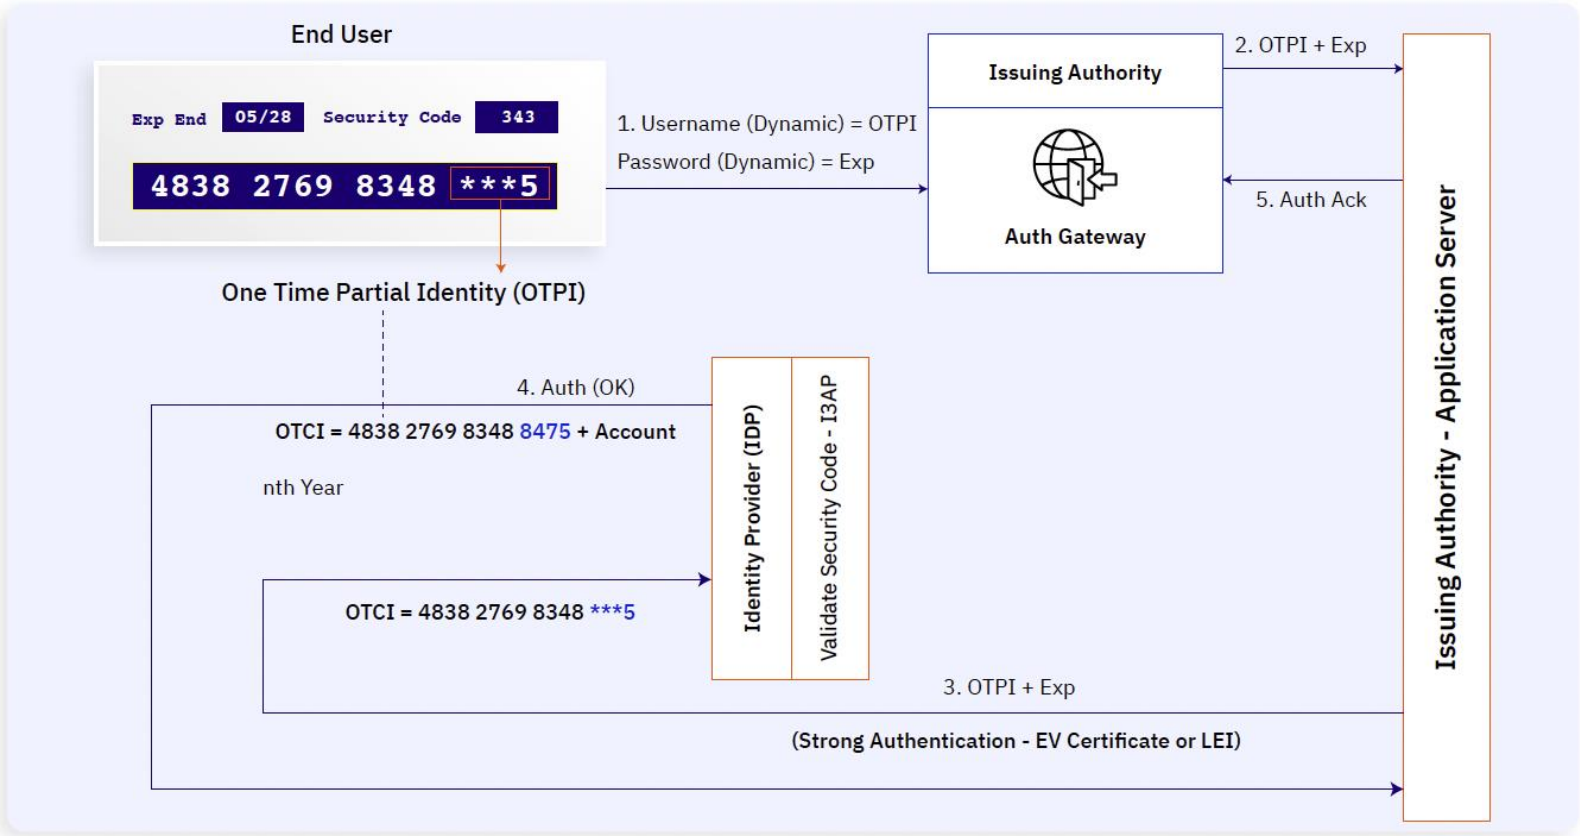 End User
Exp End 05/28 Security Code 343
4838 2769 8348 ***5
One Time Partial Identity (OTPI)
1. Username (Dynamic) = OTPI
Password (Dynamic) = Exp
Issuing Authority
Auth Gateway
2. OTPI + Exp
5. Auth Ack
Issuing Authority - Application Server
4. Auth (OK)
OTCI = 4838 2769 8348 8475 + Account
nth Year
OTCI = 4838 2769 8348 ***5
Identity Provider (IDP)
Validate Security Code - I3AP
3. OTPI + Exp
(Strong Authentication - EV Certificate or LEI)